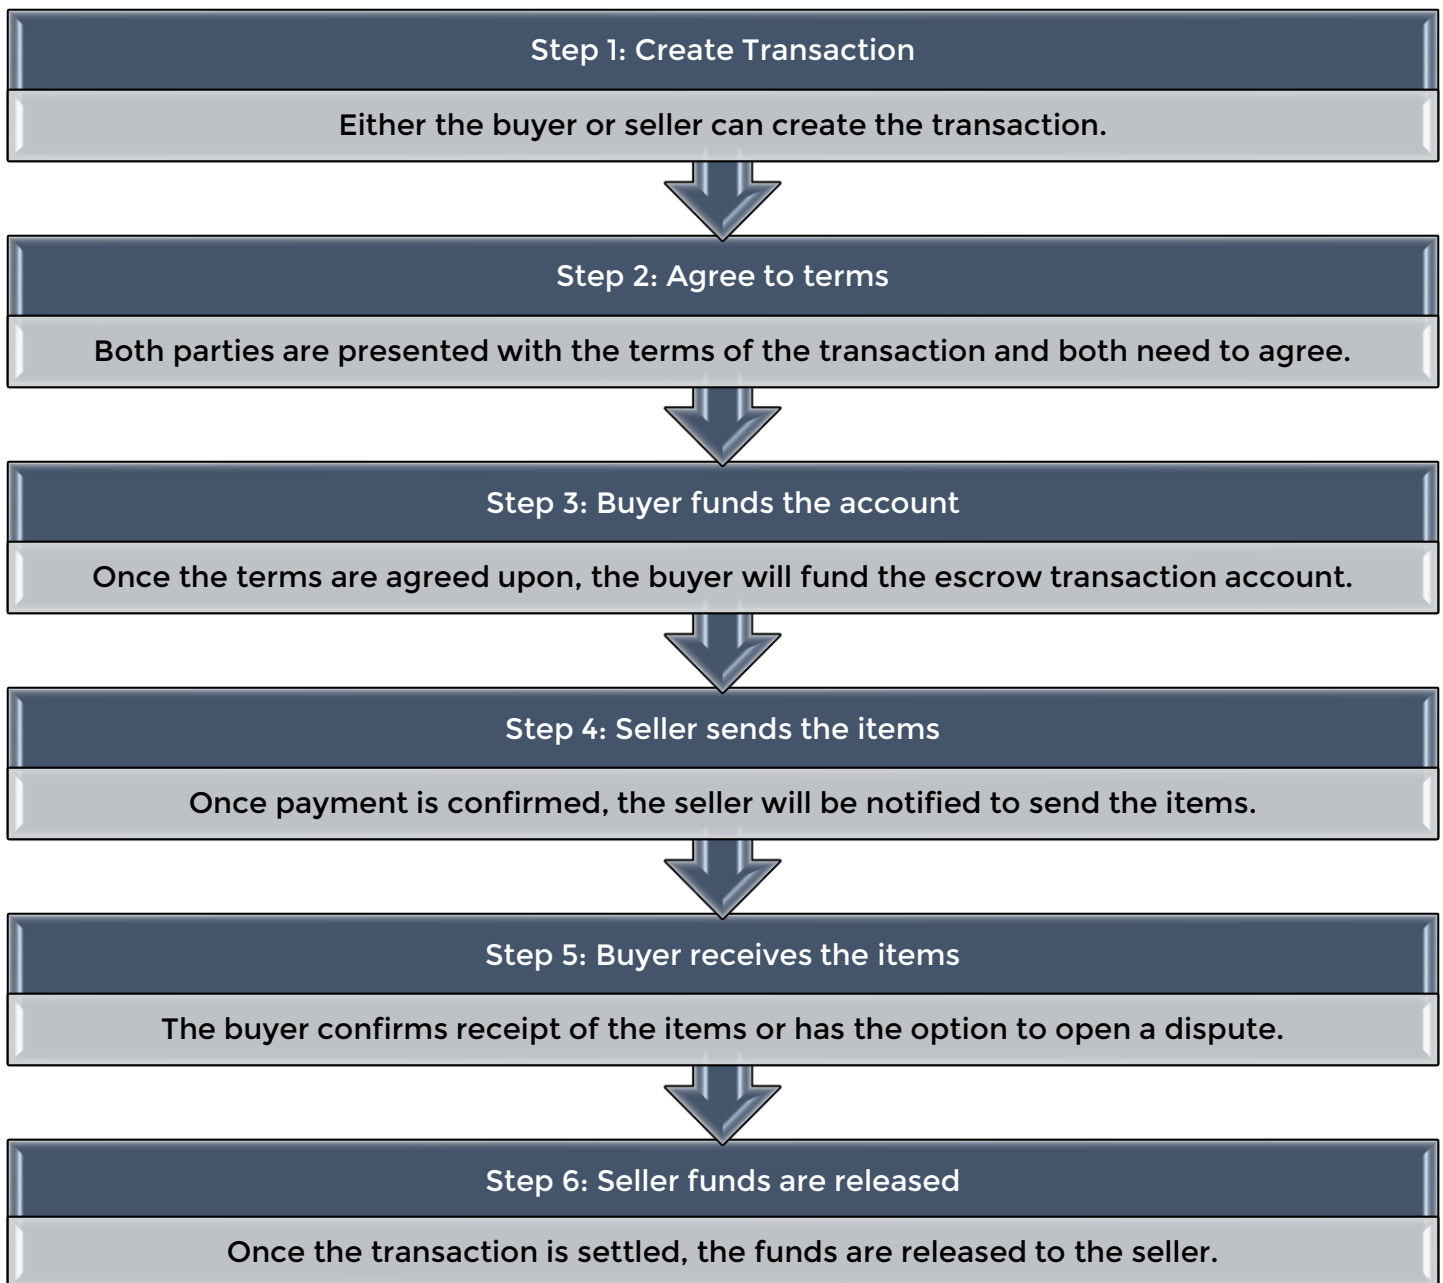 Step 1: Create Transaction
Either the buyer or seller can create the transaction.
Step 2: Agree to terms
Both parties are presented with the terms of the transaction and both need to agree.
Step 3: Buyer funds the account
Once the terms are agreed upon, the buyer will fund the escrow transaction account.
Step 4: Seller sends the items
Once payment is confirmed, the seller will be notified to send the items.
Step 5: Buyer receives the items
The buyer confirms receipt of the items or has the option to open a dispute.
Step 6: Seller funds are released
Once the transaction is settled, the funds are released to the seller.